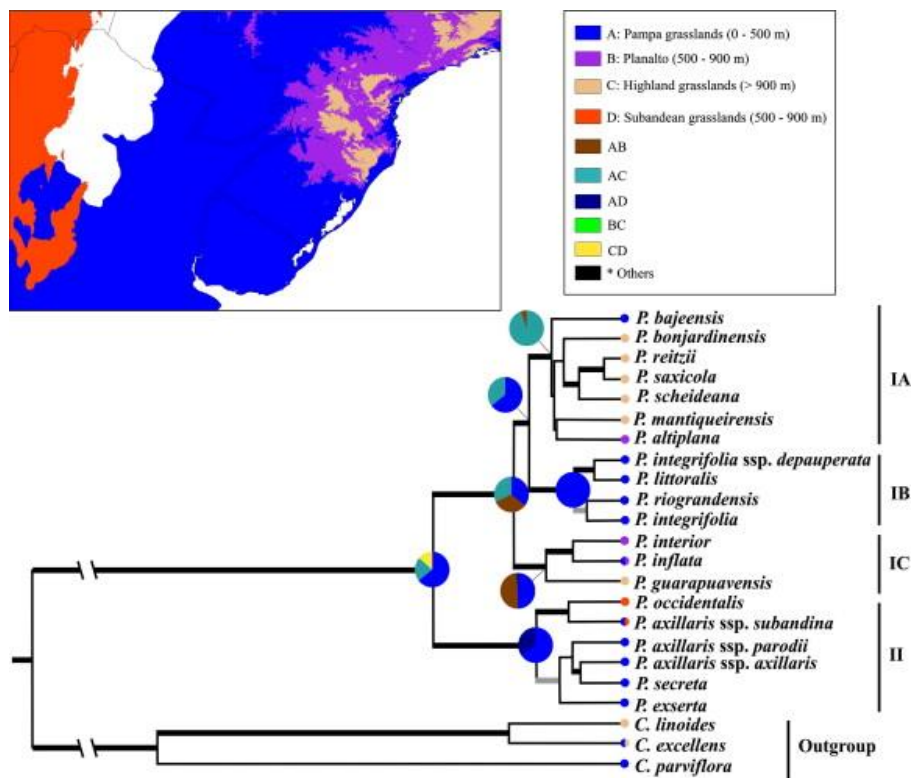 A: Pampa grasslands (0 - 500 m)
B: Planalto (500 - 900 m)
C: Highland grasslands (> 900 m)
D: Subandean grasslands (500 - 900 m)
AB
AC
AD
BC
CD
* Others
P. bajeensis
P. bonjardinensis
P. reitzii
P. saxicola
P. scheideana
P. mantiqueirensis
P. altiplana
IA
P. integrifolia ssp. depauperata
P. littoralis
P. riograndensis
P. integrifolia
IB
P. interior
P. inflata
P. guarapuavensis
IC
P. occidentalis
P. axillaris ssp. subandina
P. axillaris ssp. parodii
P. axillaris ssp. axillaris
P. secreta
P. exserta
II
C. linoides
C. excellens
C. parviflora
Outgroup